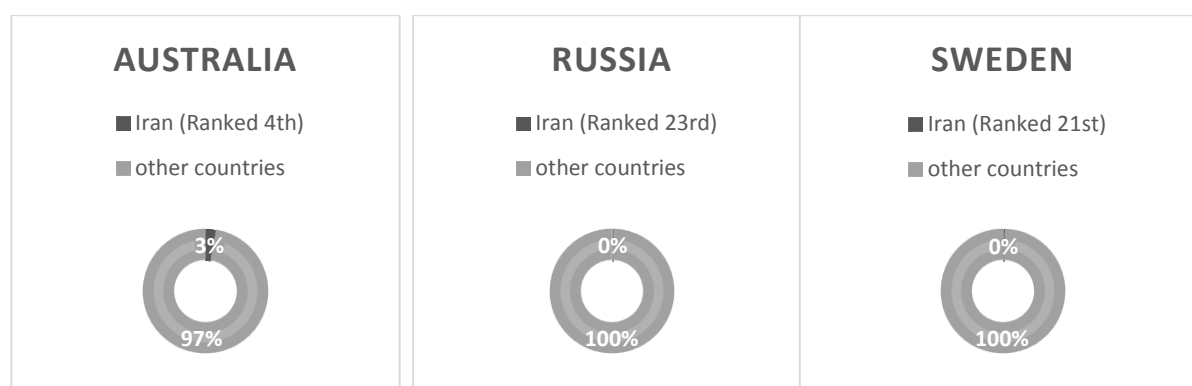 AUSTRALIA
Iran (Ranked 4th)
other countries
3%
97%
RUSSIA
Iran (Ranked 23rd)
other countries
0%
100%
SWEDEN
Iran (Ranked 21st)
other countries
0%
100%